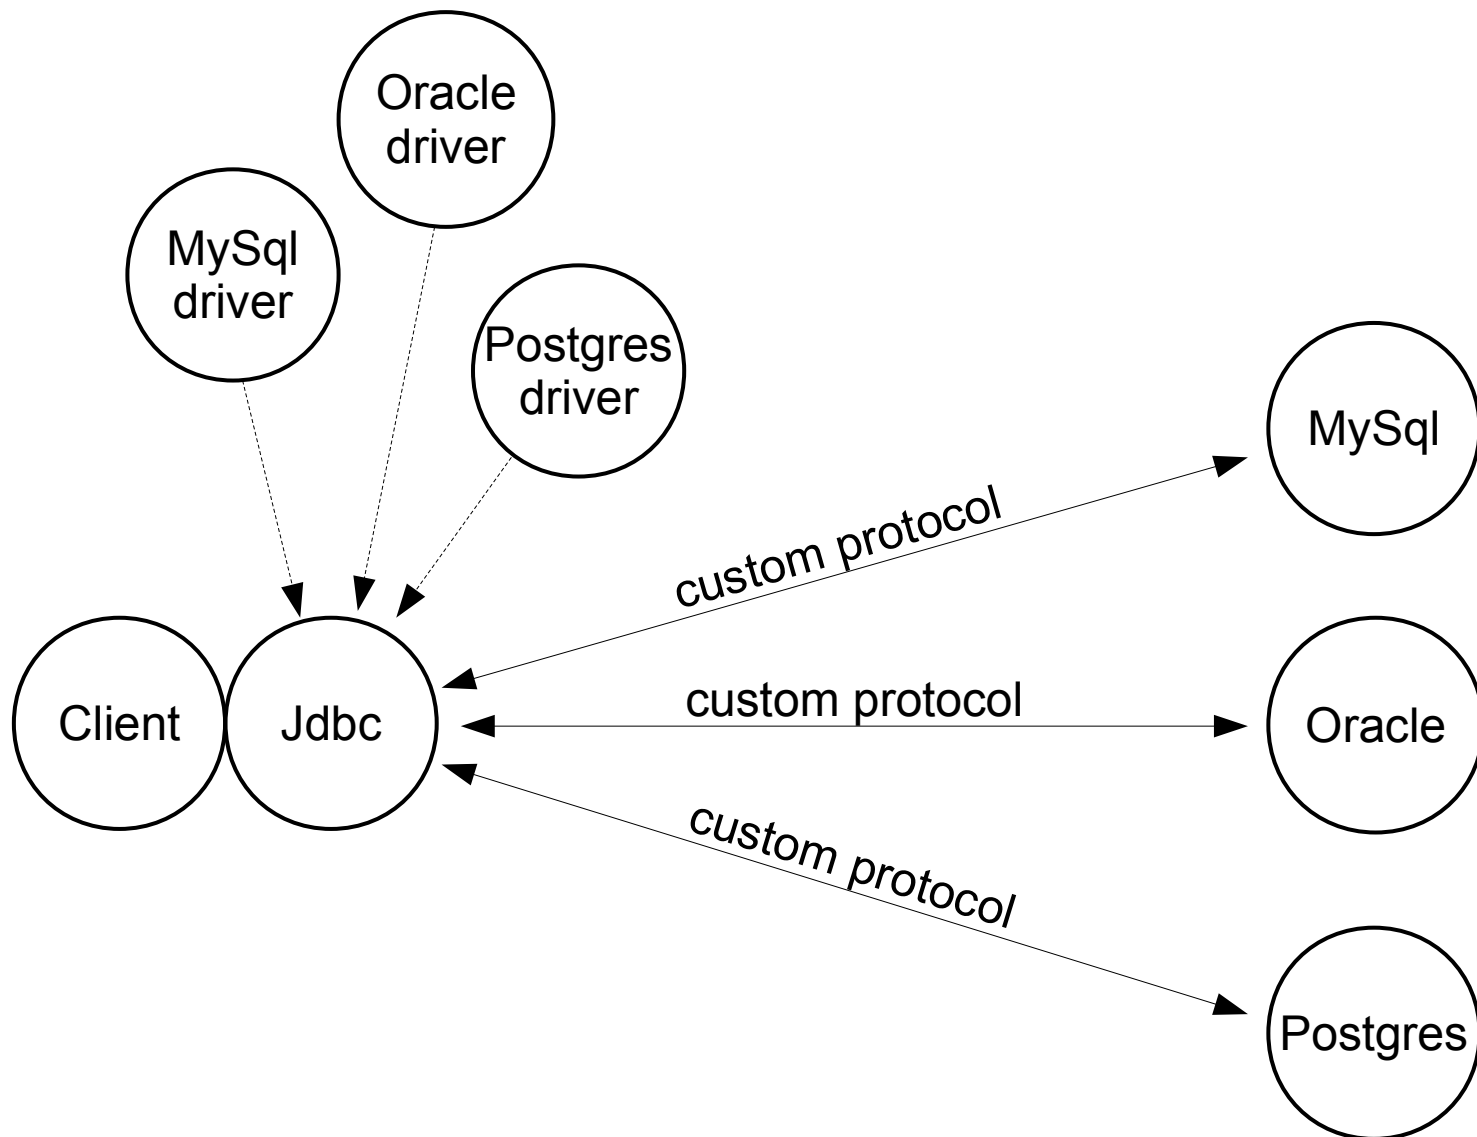 Oracle
driver
MySql
driver
Postgres
driver
MySql
custom protocol
Client
Jdbc
custom protocol
Oracle
custom protocol
Postgres